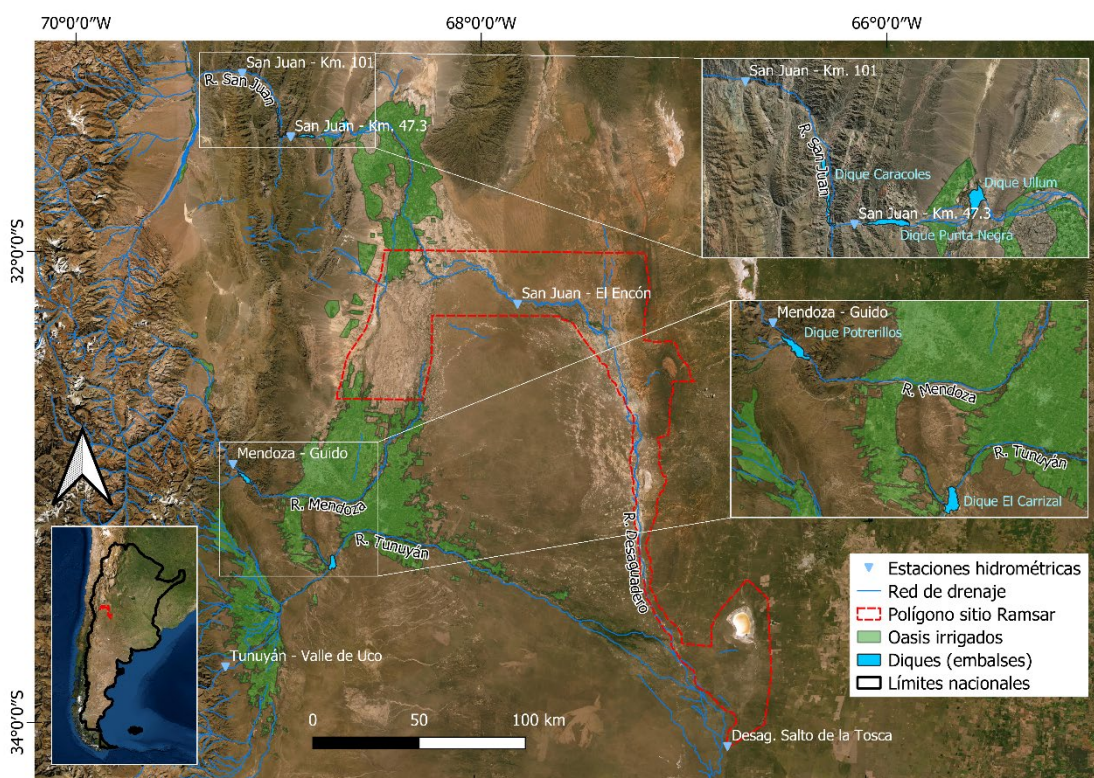 70°0'0"W
68°0'0"W
66°0'0"W
San Juan - Km. 101
R. San Juan
San Juan - Km. 47.3
San Juan - Km. 101
R. San Juan
Dique Caracoles
Dique Ullum
San Juan - Km. 47.3
Dique Punta Negra
32°0'0"S
San Juan - El Encón
Mendoza - Guido
Dique Potrerillos
R. Mendoza
R. Tunuyán
Dique El Carrizal
Mendoza - Guido
R. Mendoza
R. Tunuyán
R. Desaguadero
Tunuyán - Valle de Uco
Estaciones hidrométricas
Red de drenaje
Polígono sitio Ramsar
Oasis irrigados
Diques (embalses)
Límites nacionales
0 50 100 km
34°0'0"S
Desag. Salto de la Tosca